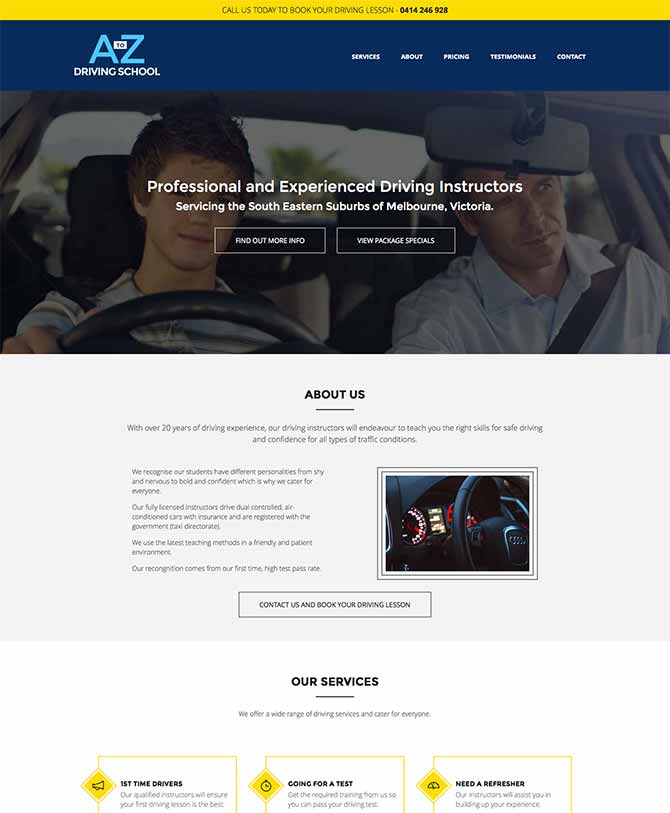 CALL US TODAY TO BOOK YOUR DRIVING LESSON - 0414 246 928
A TO Z
DRIVING SCHOOL
SERVICES ABOUT PRICING TESTIMONIALS CONTACT
Professional and Experienced Driving Instructors
Servicing the South Eastern Suburbs of Melbourne, Victoria.
FIND OUT MORE INFO VIEW PACKAGE SPECIALS
ABOUT US
With over 20 years of driving experience, our driving instructors will endeavour to teach you the right skills for safe driving
and confidence for all types of traffic conditions.
We recognise our students have different personalities from shy
and nervous to bold and confident which is why we cater for
everyone.
Our fully licensed instructors drive dual controlled, air-
conditioned cars with insurance and are registered with the
government (taxi directorate).
We use the latest teaching methods in a friendly and patient
environment.
Our recongnition comes from our first time, high test pass rate.
CONTACT US AND BOOK YOUR DRIVING LESSON
OUR SERVICES
We offer a wide range of driving services and cater for everyone.
1ST TIME DRIVERS
Our qualified instructors will ensure
your first driving lesson is the best.
GOING FOR A TEST
Get the required training from us so
you can pass your driving test.
NEED A REFRESHER
Our instructors will assist you in
building up your experience.